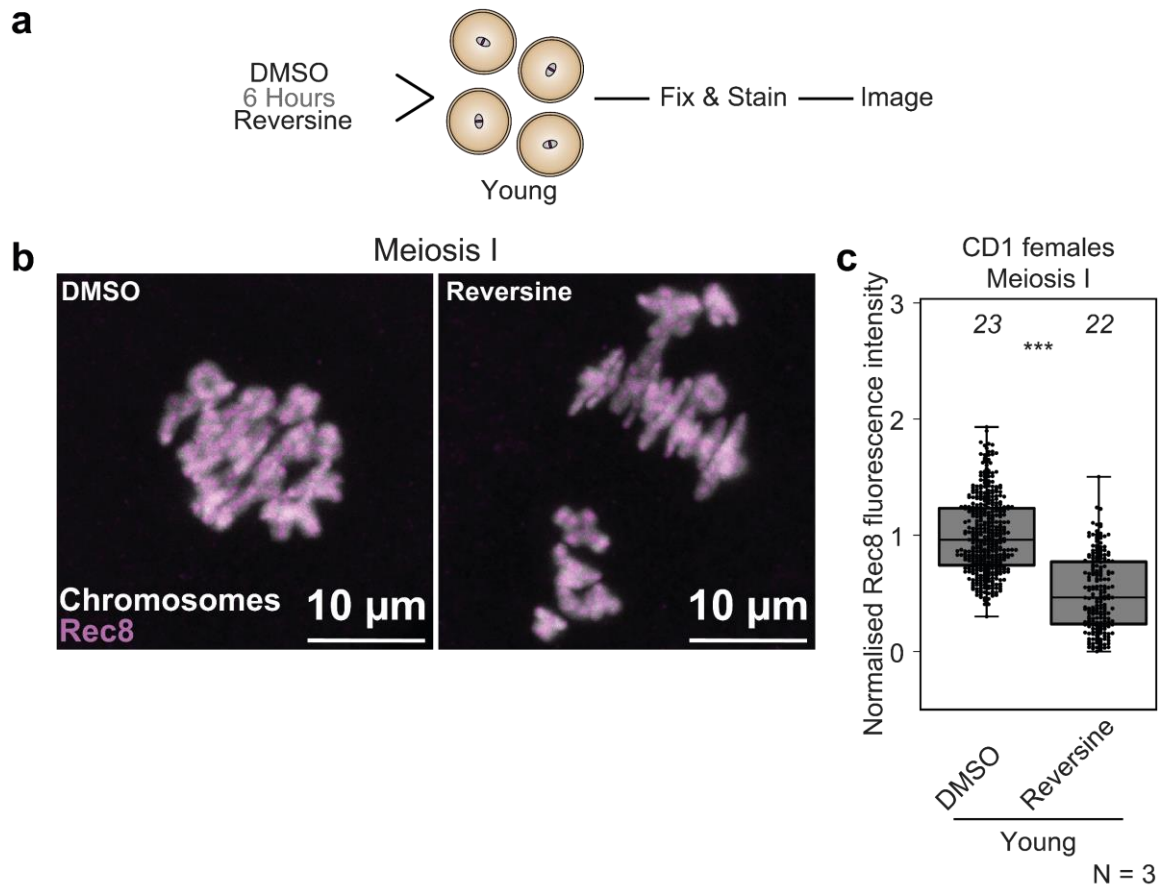 a
DMSO
6 Hours
Reversine
Young
Fix & Stain
Image
b
Meiosis I
DMSO
Chromosomes
Rec8
10 µm
Reversine
10 µm
c
CD1 females
Meiosis I
Normalised Rec8 fluorescence intensity
3
2
1
0
23
22
***
DMSO
Reversine
Young
N = 3